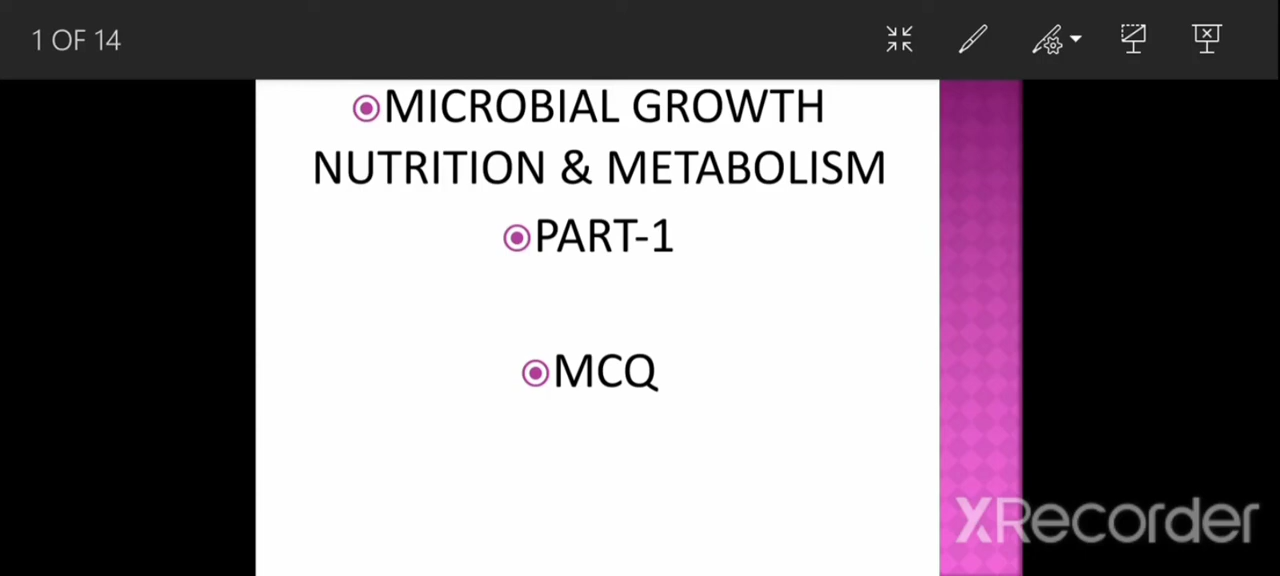 1 OF 14
MICROBIAL GROWTH
NUTRITION & METABOLISM
PART-1
MCQ
XRecorder